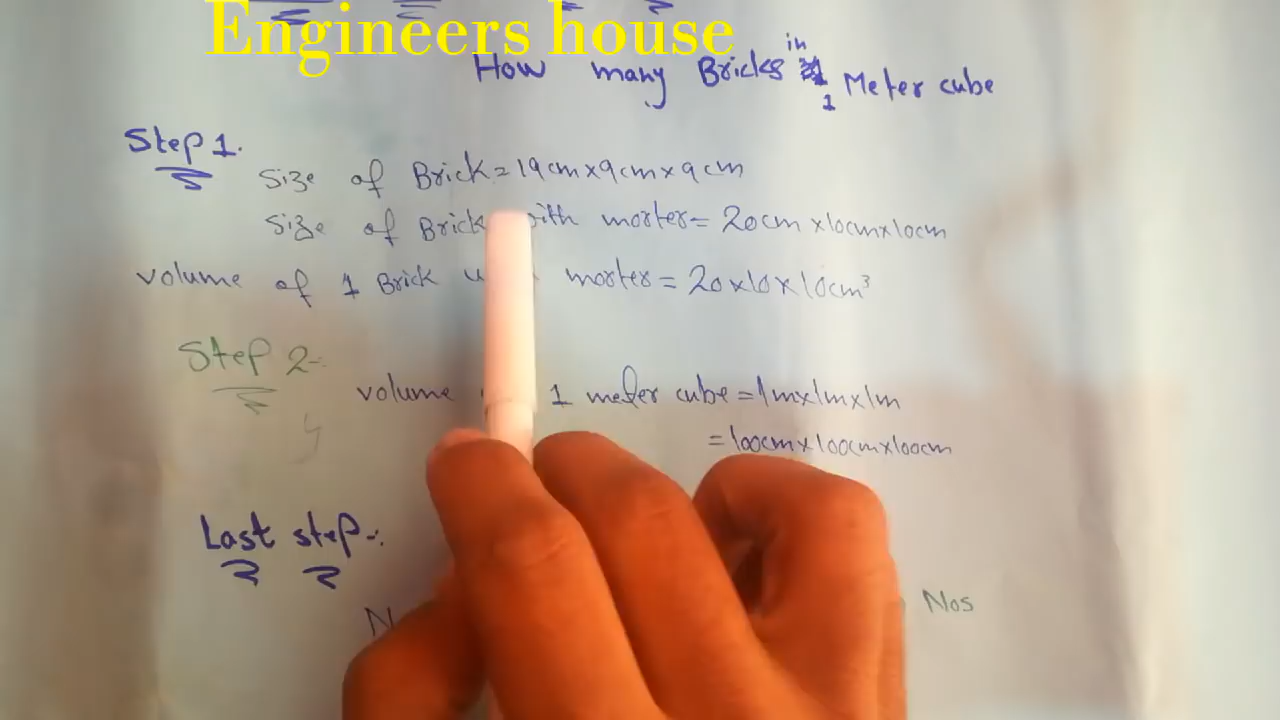 Engineers house
How many Bricks in 1 Meter cube
Step 1.
Size of Brick = 19cm x 9cm x 9cm
Size of Brick with morter = 20cm x 10cm x 10cm
Volume of 1 Brick morter = 20 x 10 x 10cm³
Step 2:-
volume 1 meter cube = 1m x 1m x 1m
= 100cm x 100cm x 100cm
Last step:-
N Nos